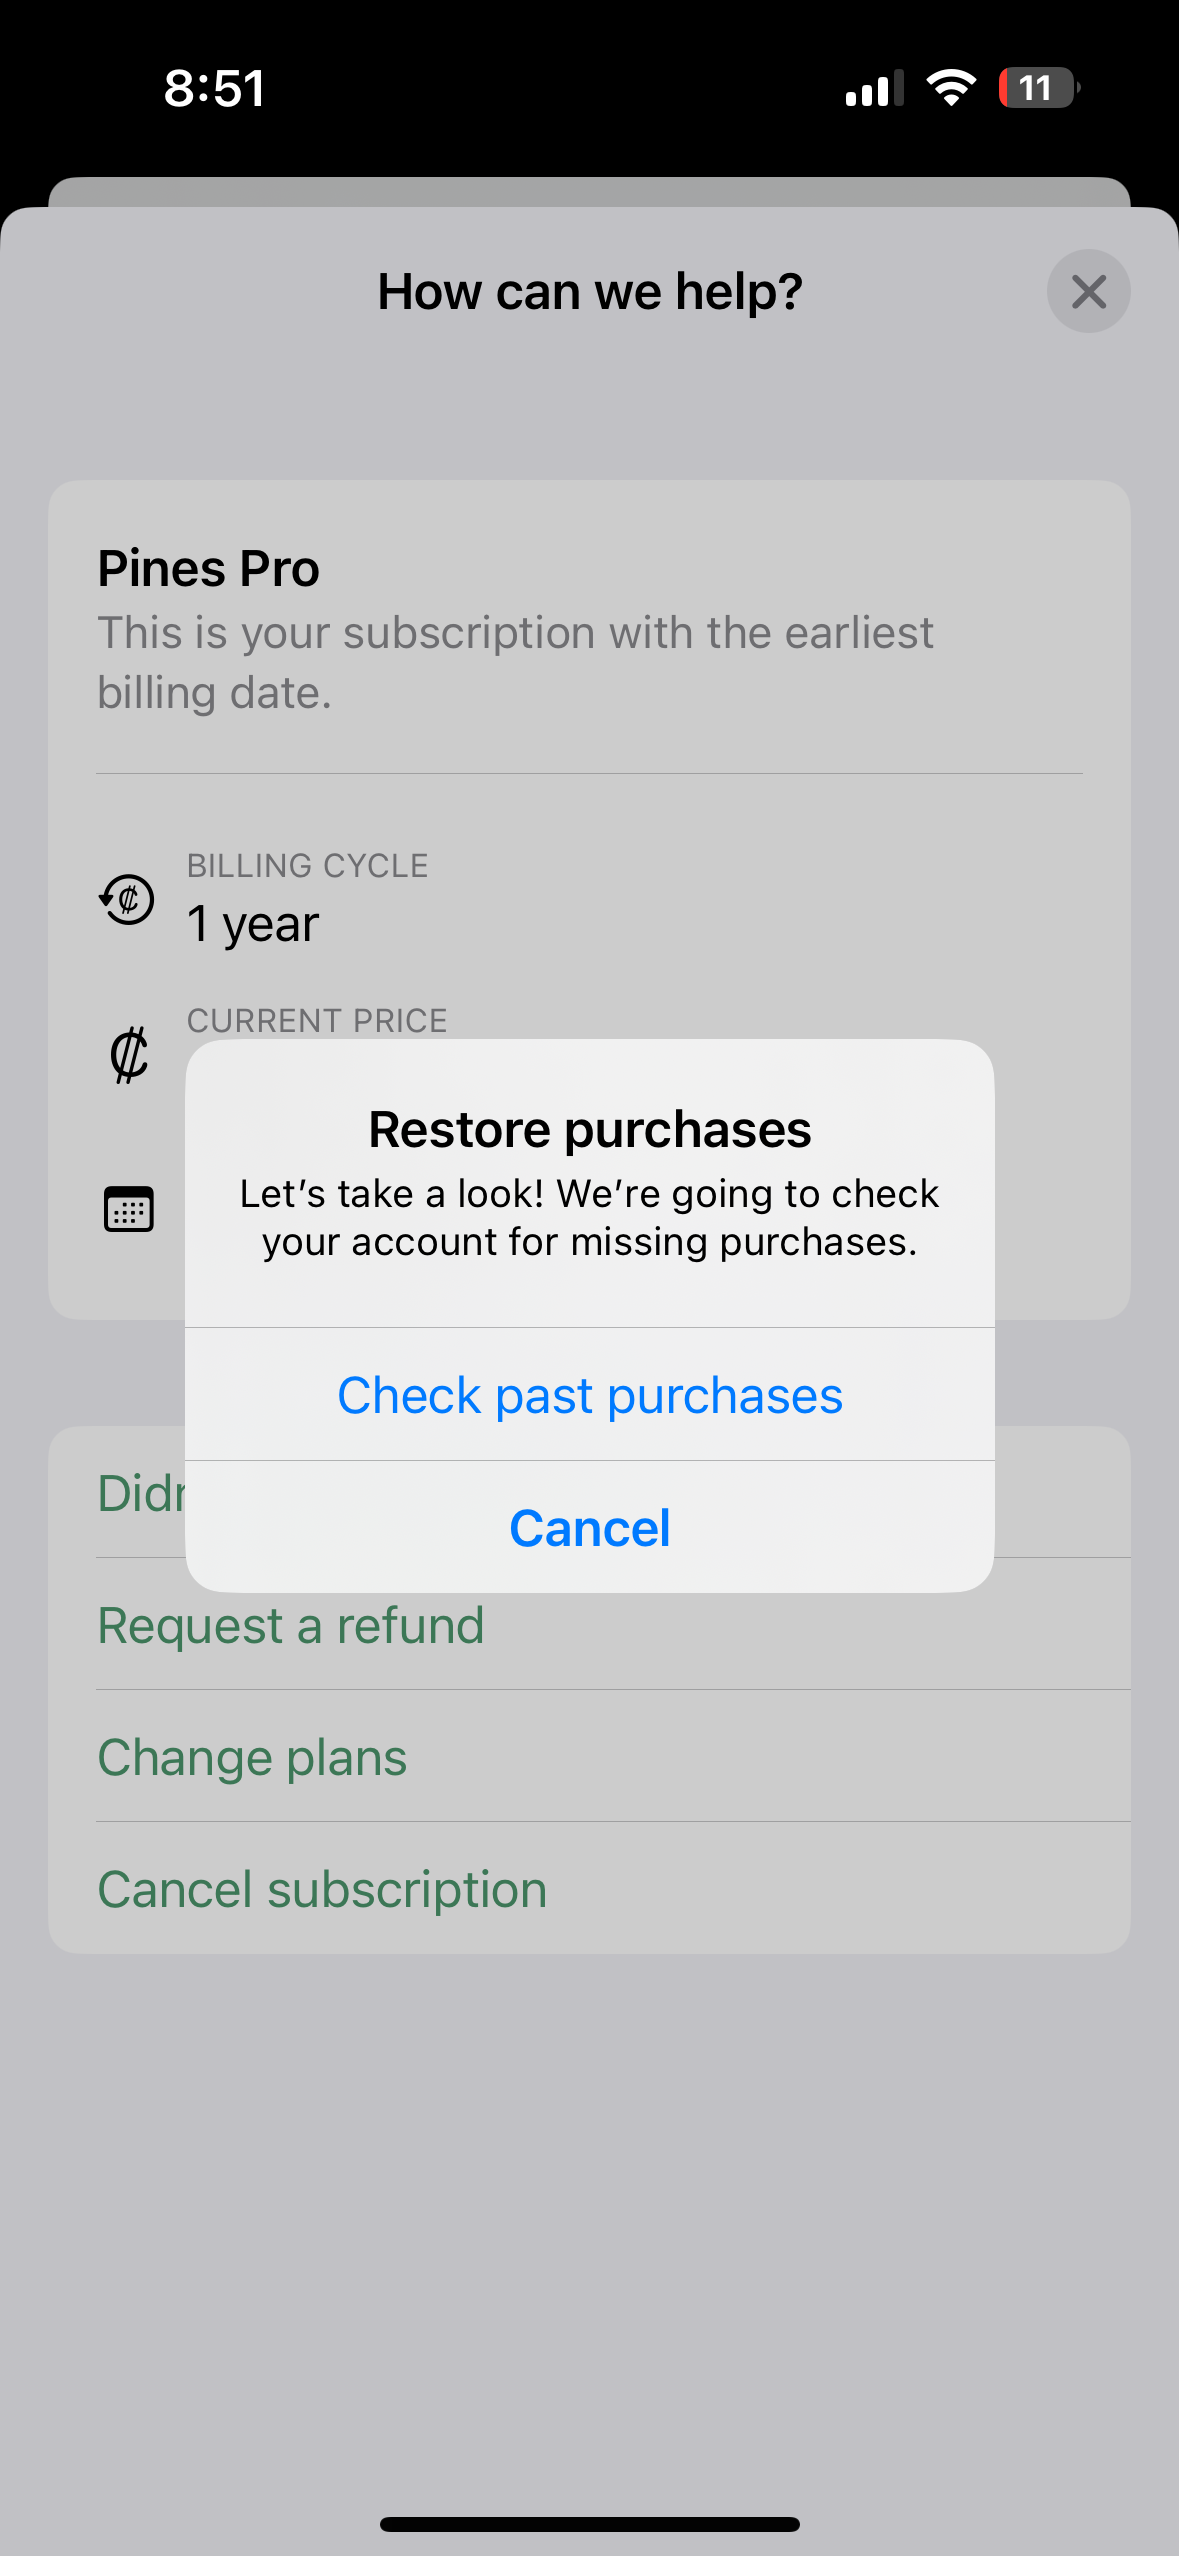 8:51
11
How can we help?
Pines Pro
This is your subscription with the earliest
billing date.
BILLING CYCLE
1 year
CURRENT PRICE
₡
Restore purchases
Let’s take a look! We’re going to check
your account for missing purchases.
Check past purchases
Cancel
Request a refund
Change plans
Cancel subscription